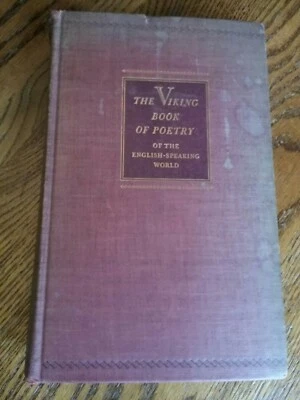 THE VIKING
BOOK
OF POETRY
OF THE
ENGLISH-SPEAKING
WORLD